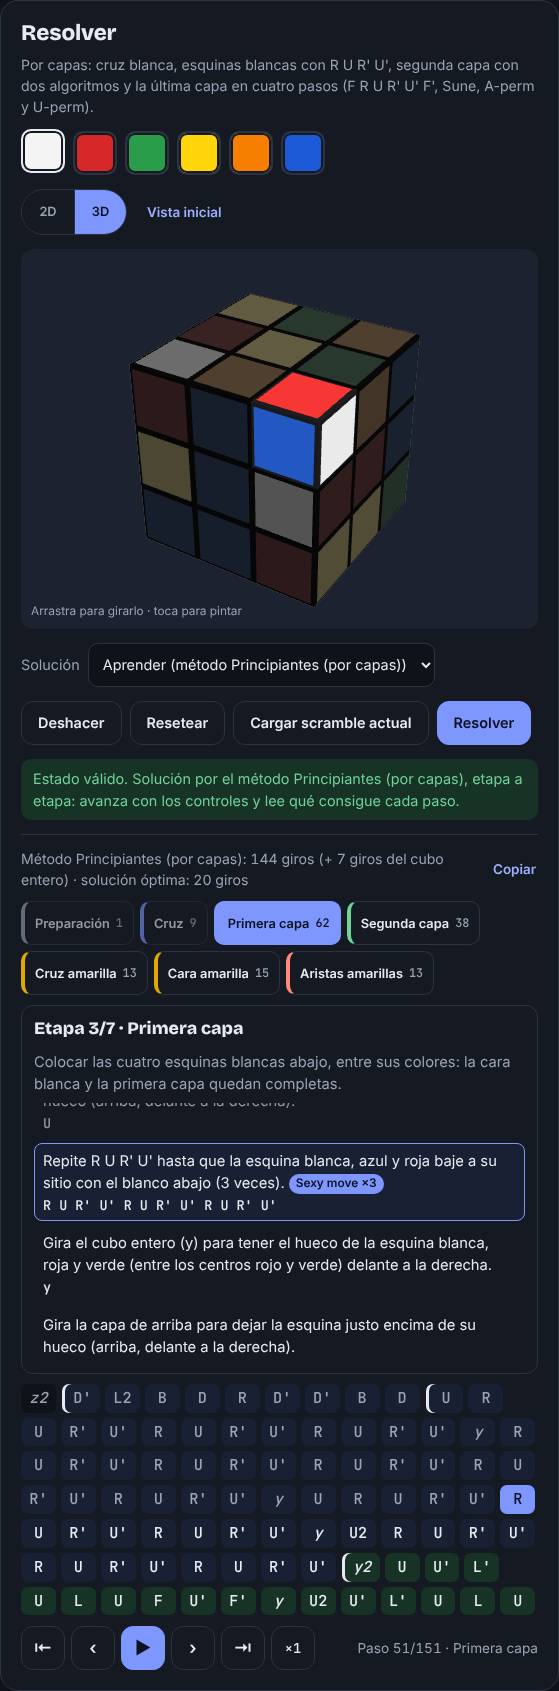 Resolver
Por capas: cruz blanca, esquinas blancas con R U R' U', segunda capa con
dos algoritmos y la última capa en cuatro pasos (F R U R' U' F', Sune, A-perm
y U-perm).
2D 3D Vista inicial
Arrastra para girarlo · toca para pintar
Solución Aprender (método Principiantes (por capas))
Deshacer Resetear Cargar scramble actual Resolver
Estado válido. Solución por el método Principiantes (por capas), etapa a
etapa: avanza con los controles y lee qué consigue cada paso.
Método Principiantes (por capas): 144 giros (+ 7 giros del cubo
entero) · solución óptima: 20 giros
Copiar
Preparación 1 Cruz 9 Primera capa 62 Segunda capa 38
Cruz amarilla 13 Cara amarilla 15 Aristas amarillas 13
Etapa 3/7 · Primera capa
Colocar las cuatro esquinas blancas abajo, entre sus colores: la cara
blanca y la primera capa quedan completas.
hueco (arriba, delante a la derecha).
U
Repite R U R' U' hasta que la esquina blanca, azul y roja baje a su
sitio con el blanco abajo (3 veces). Sexy move ×3
R U R' U' R U R' U' R U R' U'
Gira el cubo entero (y) para tener el hueco de la esquina blanca,
roja y verde (entre los centros rojo y verde) delante a la derecha.
y
Gira la capa de arriba para dejar la esquina justo encima de su
hueco (arriba, delante a la derecha).
z2 D' L2 B D R D' D' B D U R
U R' U' R U R' U' R U R' U' y R
U R' U' R U R' U' R U R' U' R U
R' U' R U R' U' y U R U R' U' R
U R' U' R U R' U' y U2 R U R' U'
R U R' U' R U R' U' y2 U U' L'
U L U F U' F' y U2 U' L' U L U
⇤ ‹ ▶ › ⇥ ×1 Paso 51/151 · Primera capa